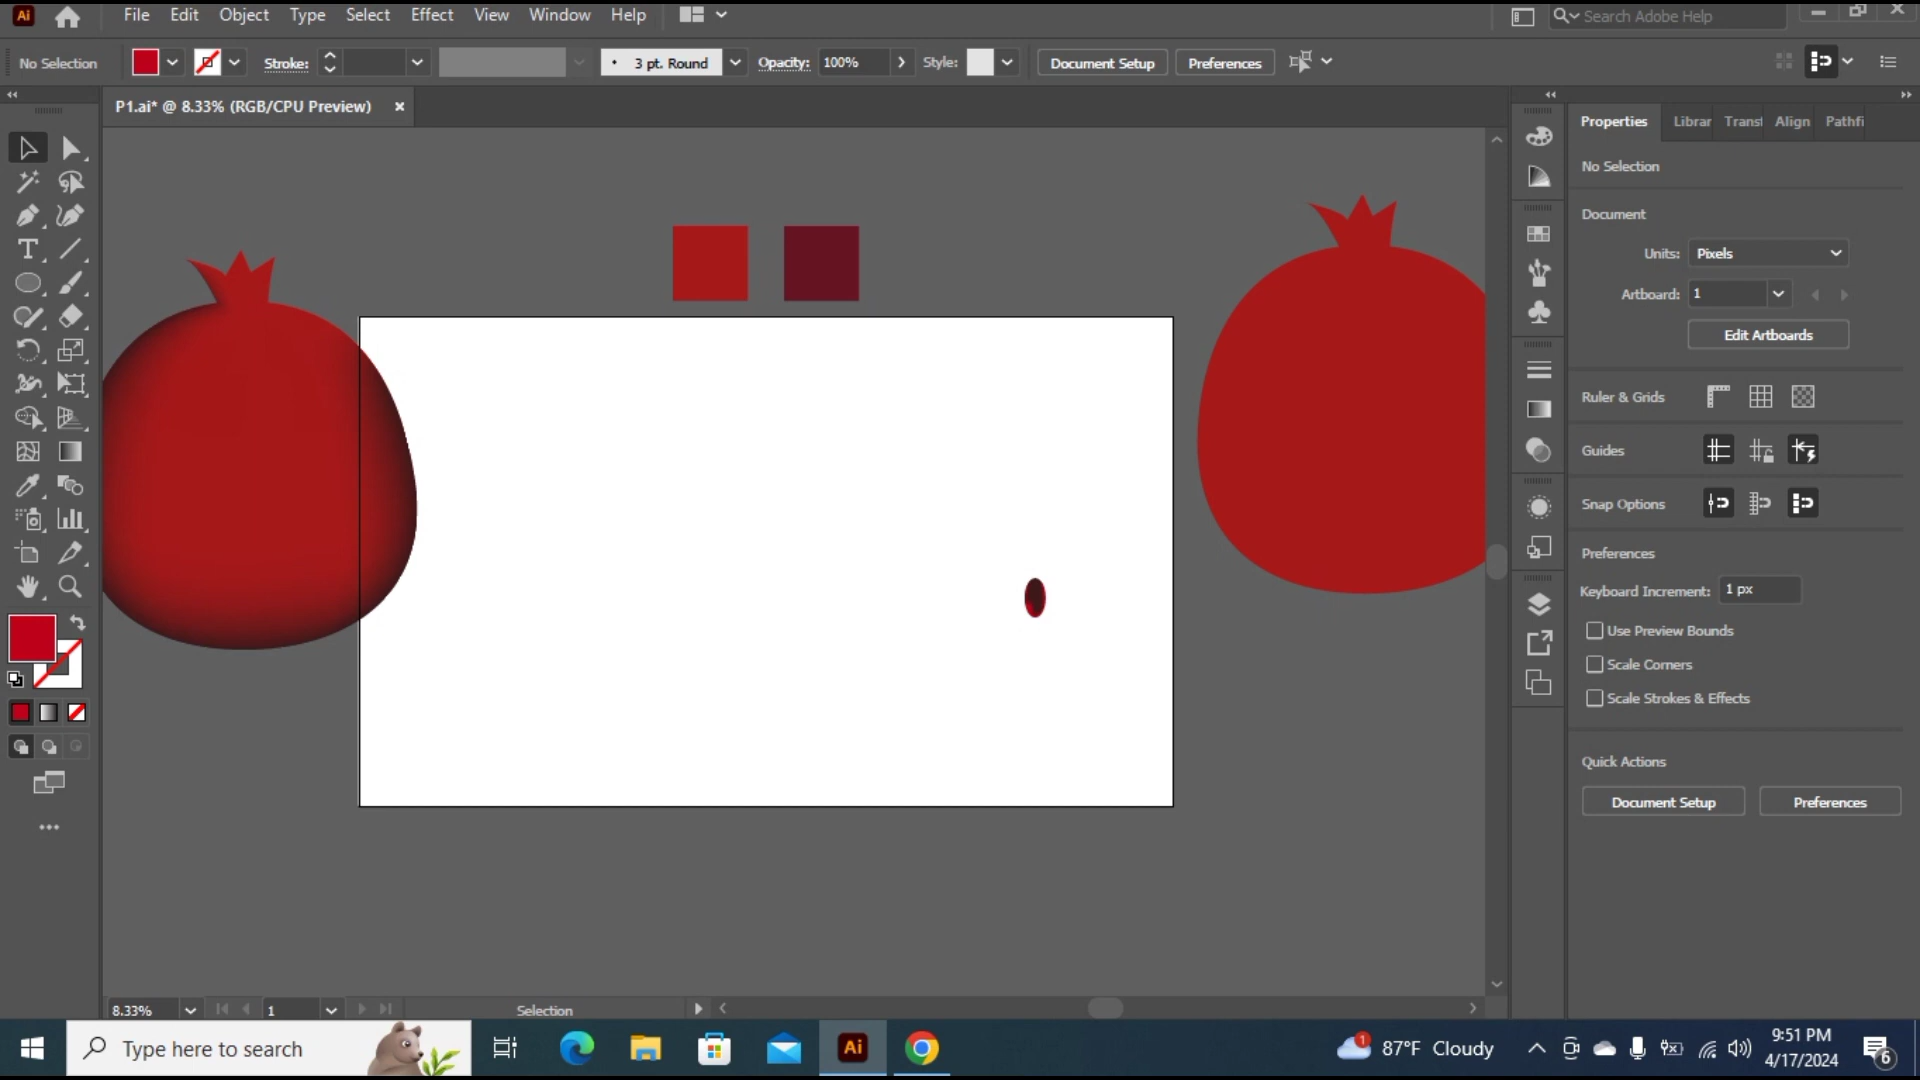 Ai File Edit Object Type Select Effect View Window Help Search Adobe Help
No Selection Stroke: 3 pt. Round Opacity: 100% Style: Document Setup Preferences
P1.ai* @ 8.33% (RGB/CPU Preview) ×
Properties Librar Transf Align Pathfi
No Selection
Document
Units: Pixels
Artboard: 1
Edit Artboards
Ruler & Grids
Guides
Snap Options
Preferences
Keyboard Increment: 1 px
Use Preview Bounds
Scale Corners
Scale Strokes & Effects
Quick Actions
Document Setup Preferences
8.33% 1 Selection
Type here to search Ai 1 87°F Cloudy 9:51 PM
4/17/2024 6